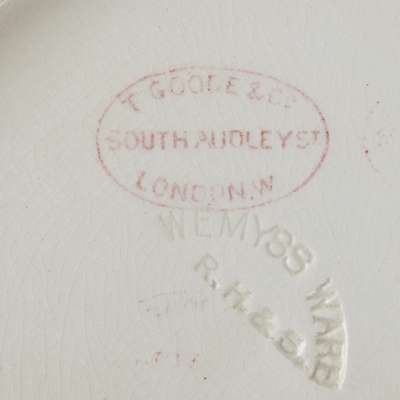 T GOODE & Co
SOUTH AUDLEY ST
LONDON. W
WEMYSS WARE
R. H. & S.